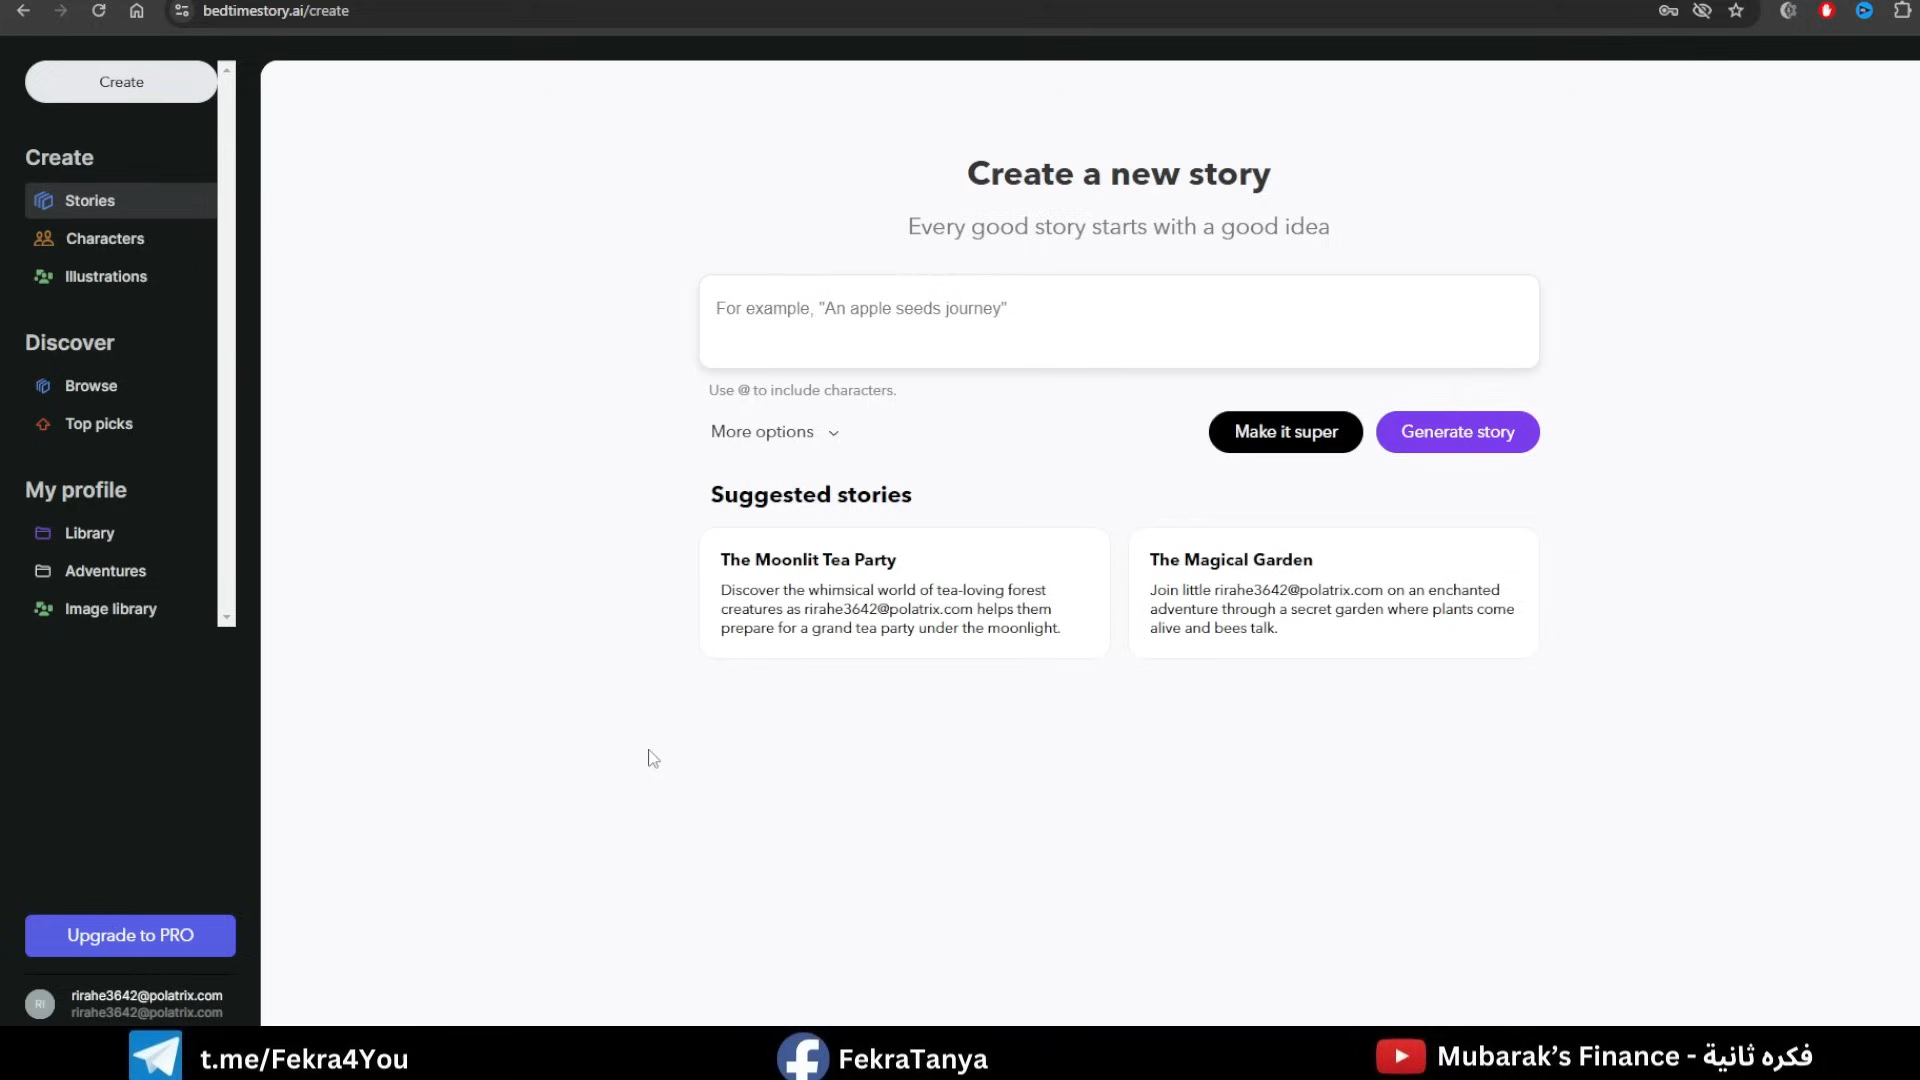 bedtimestory.ai/create
Create
Create
Stories
Characters
Illustrations
Discover
Browse
Top picks
My profile
Library
Adventures
Image library
Upgrade to PRO
RI
rirahe3642@polatrix.com
rirahe3642@polatrix.com
Create a new story
Every good story starts with a good idea
For example, "An apple seeds journey"
Use @ to include characters.
More options
Make it super
Generate story
Suggested stories
The Moonlit Tea Party
Discover the whimsical world of tea-loving forest
creatures as rirahe3642@polatrix.com helps them
prepare for a grand tea party under the moonlight.
The Magical Garden
Join little rirahe3642@polatrix.com on an enchanted
adventure through a secret garden where plants come
alive and bees talk.
t.me/Fekra4You
FekraTanya
Mubarak’s Finance - فكره ثانية